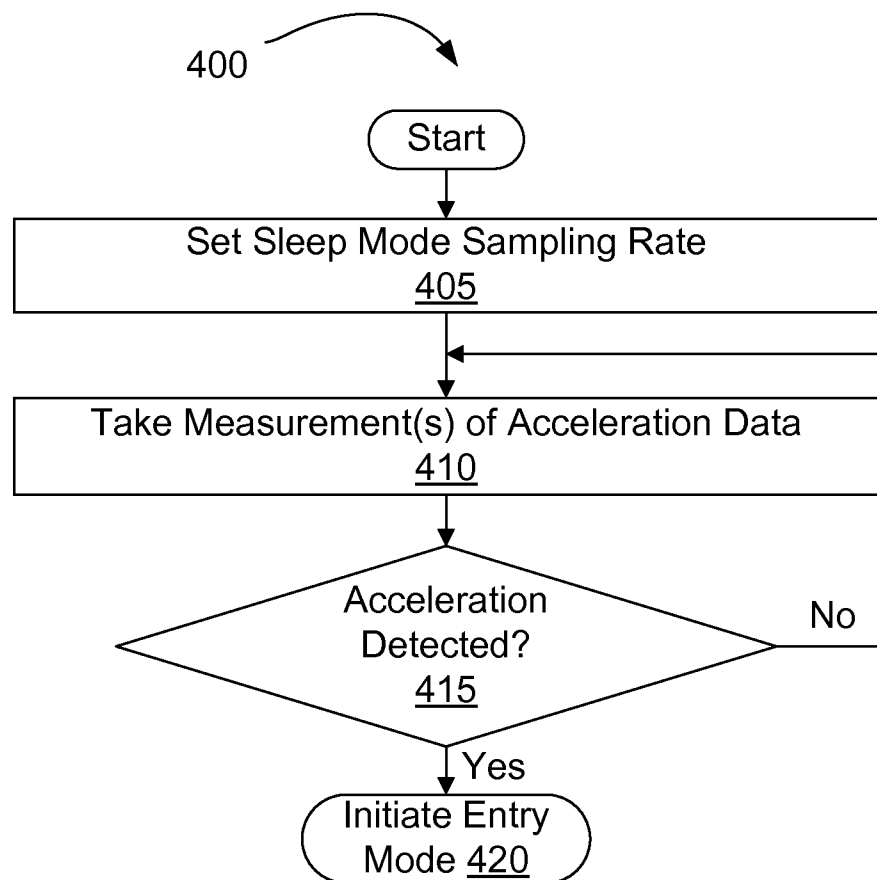 400
Start
Set Sleep Mode Sampling Rate
405
Take Measurement(s) of Acceleration Data
410
Acceleration
Detected?
415
No
Yes
Initiate Entry
Mode 420